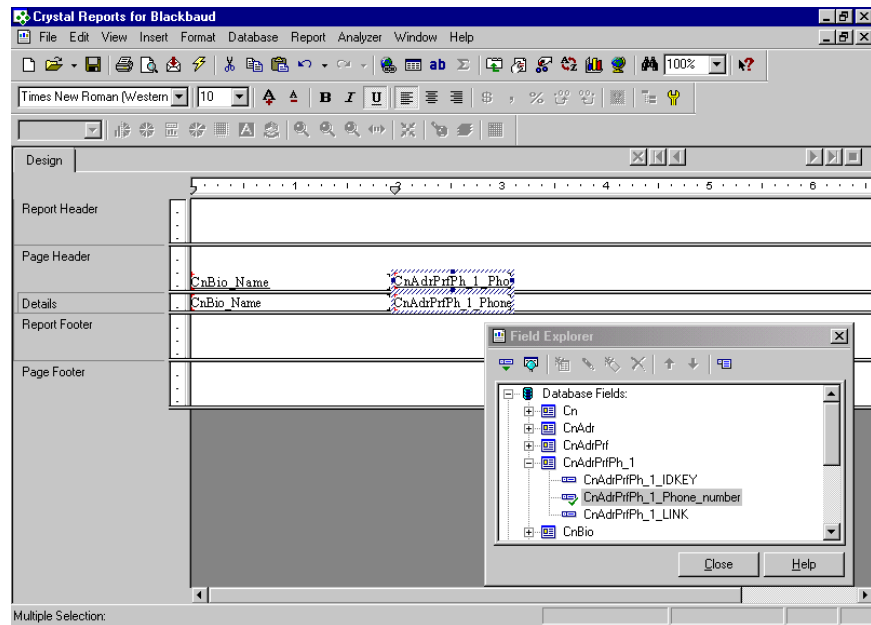 Crystal Reports for Blackbaud
File Edit View Insert Format Database Report Analyzer Window Help
ab 100%
Times New Roman (Western 10 B I U $ , %
Design
1 2 3 4 5 6
Report Header
Page Header
CnBio_Name CnAdrPrfPh_1_Pho
Details CnBio_Name CnAdrPrfPh_1_Phone
Report Footer
Page Footer
Field Explorer
Database Fields:
Cn
CnAdr
CnAdrPrf
CnAdrPrfPh_1
CnAdrPrfPh_1_IDKEY
CnAdrPrfPh_1_Phone_number
CnAdrPrfPh_1_LINK
CnBio
Close Help
Multiple Selection: